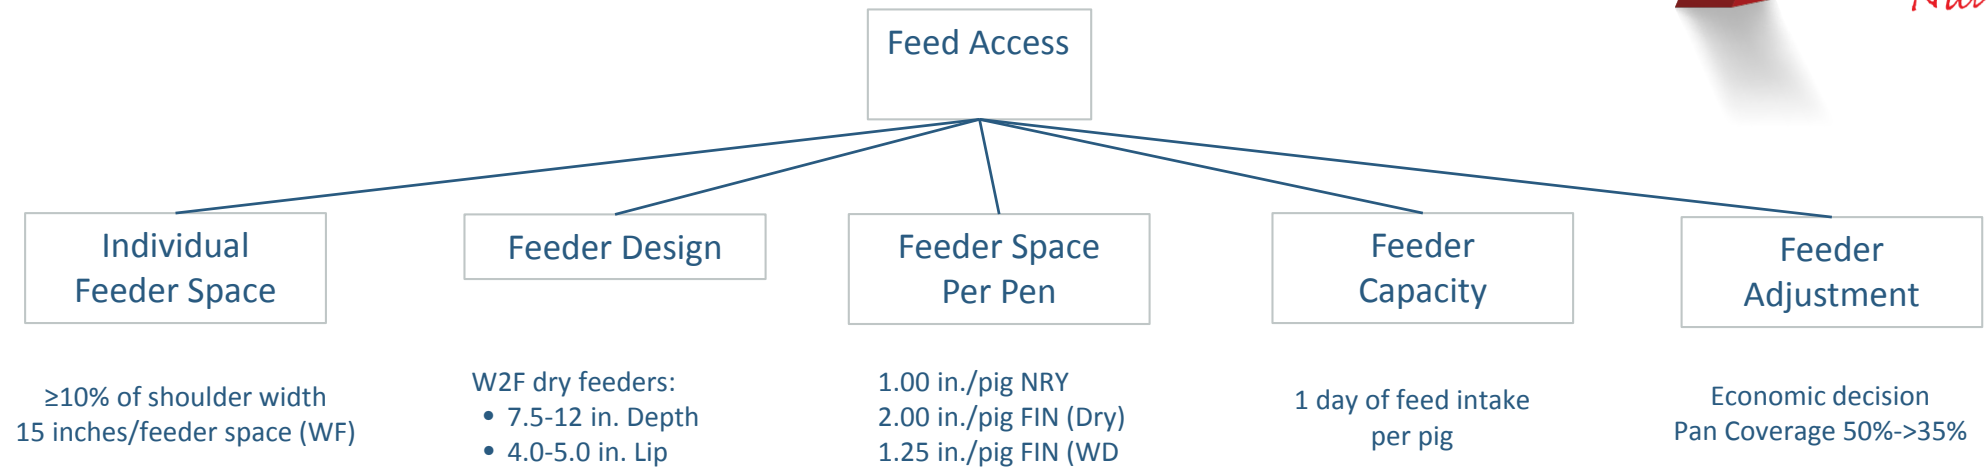 Feed Access
Individual
Feeder Space
≥10% of shoulder width
15 inches/feeder space (WF)
Feeder Design
W2F dry feeders:
• 7.5-12 in. Depth
• 4.0-5.0 in. Lip
Feeder Space
Per Pen
1.00 in./pig NRY
2.00 in./pig FIN (Dry)
1.25 in./pig FIN (WD
Feeder
Capacity
1 day of feed intake
per pig
Feeder
Adjustment
Economic decision
Pan Coverage 50%->35%